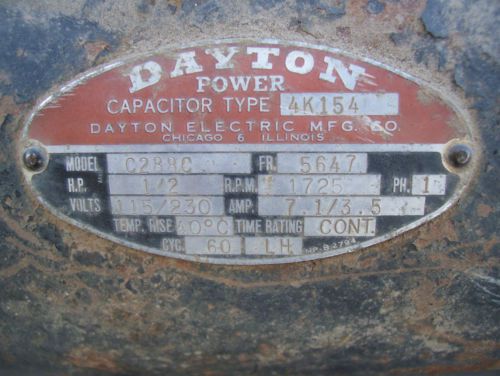 DAYTON
POWER
CAPACITOR TYPE 4K154
DAYTON ELECTRIC MFG. CO.
CHICAGO 6 ILLINOIS
MODEL C288C FR. 5647
H.P. 1/2 R.P.M. 1725 PH. 1
VOLTS 115/230 AMP. 7.1/3.5
TEMP. RISE 40°C TIME RATING CONT.
CYC. 60 LH